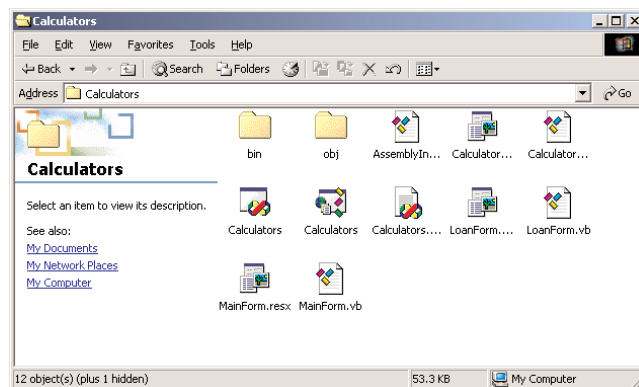 Calculators
File Edit View Favorites Tools Help
Back Search Folders
Address Calculators Go
Calculators
Select an item to view its description.
See also:
My Documents
My Network Places
My Computer
bin obj AssemblyIn... Calculator... Calculator...
Calculators Calculators Calculators.... LoanForm.... LoanForm.vb
MainForm.resx MainForm.vb
12 object(s) (plus 1 hidden) 53.3 KB My Computer